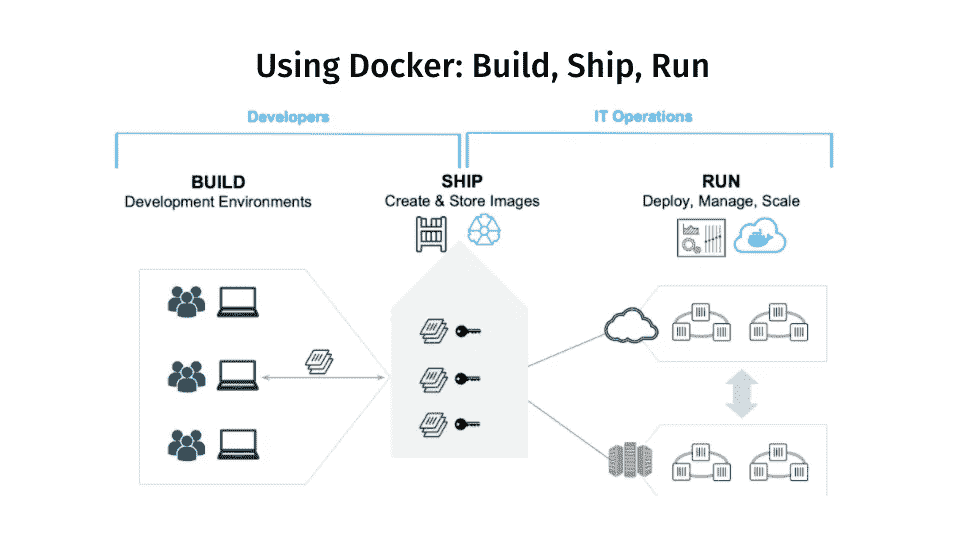 Using Docker: Build, Ship, Run
Developers
IT Operations
BUILD
Development Environments
SHIP
Create & Store Images
RUN
Deploy, Manage, Scale